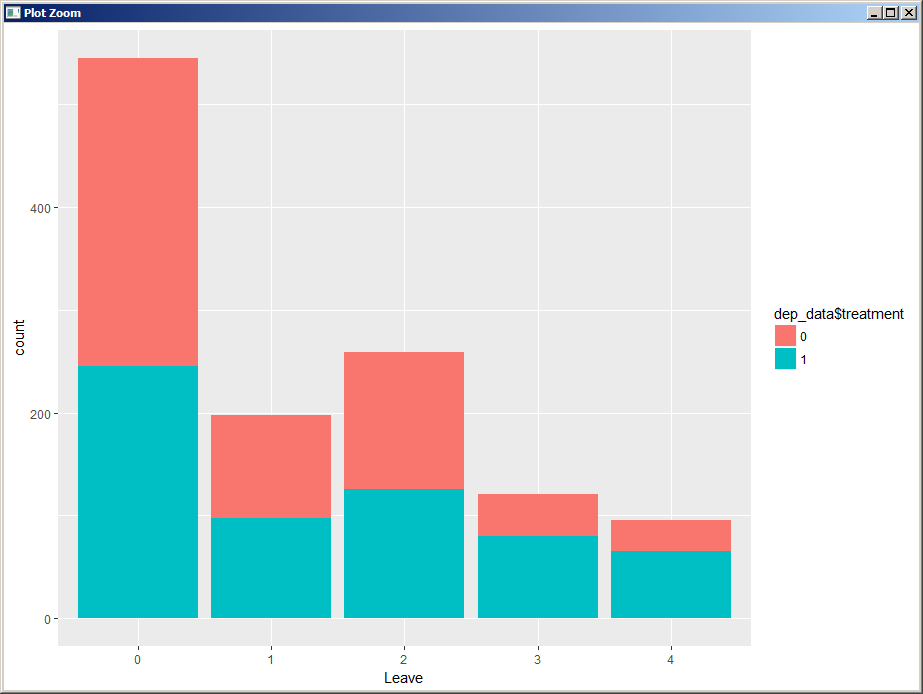 Plot Zoom
count
400
200
0
0 1 2 3 4
Leave
dep_data$treatment
0
1